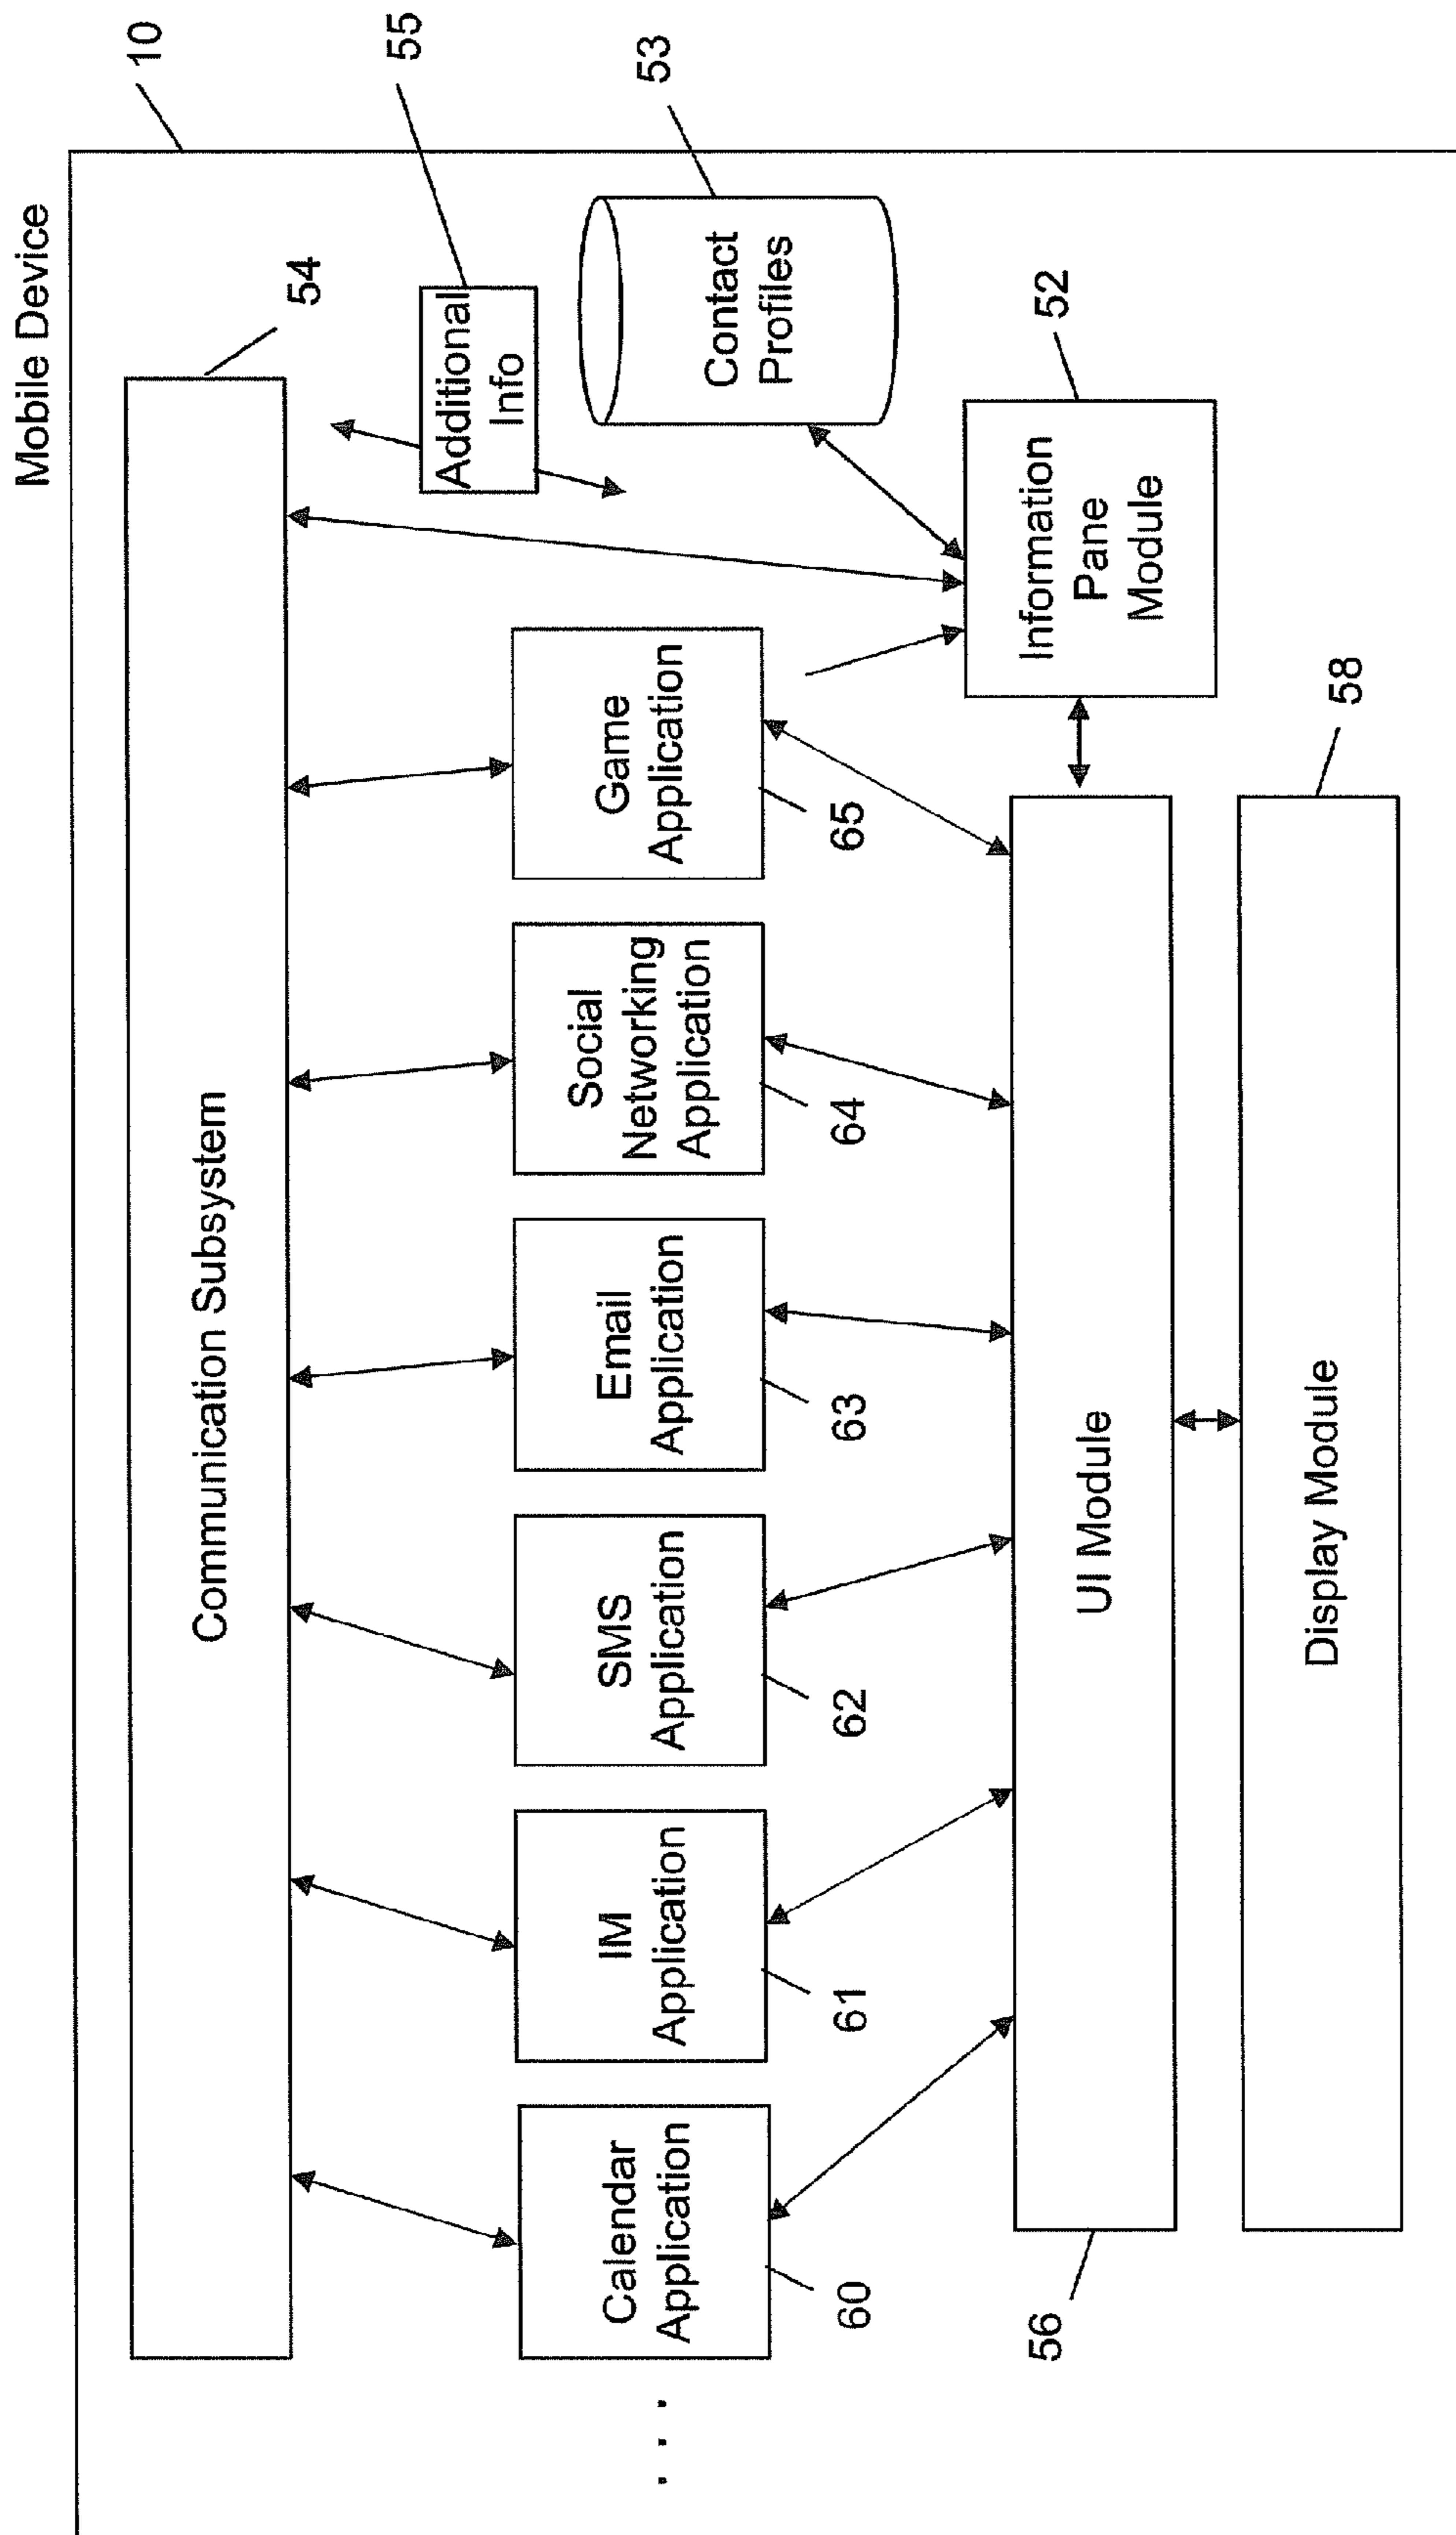 Mobile Device
10
54
Communication Subsystem
55
Additional
Info
53
Contact
Profiles
Calendar
Application
60
IM
Application
61
SMS
Application
62
Email
Application
63
Social
Networking
Application
64
Game
Application
65
Information
Pane
Module
52
56
UI Module
58
Display Module
. . .